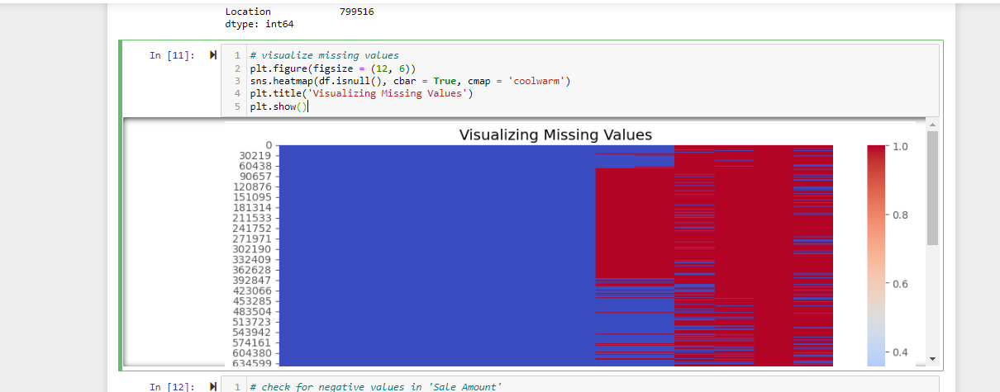 Location 799516
dtype: int64
In [11]:
1 # visualize missing values
2 plt.figure(figsize = (12, 6))
3 sns.heatmap(df.isnull(), cbar = True, cmap = 'coolwarm')
4 plt.title('Visualizing Missing Values')
5 plt.show()
Visualizing Missing Values
0
30219
60438
90657
120876
151095
181314
211533
241752
271971
302190
332409
362628
392847
423066
453285
483504
513723
543942
574161
604380
634599
1.0
0.8
0.6
0.4
In [12]:
1 # check for negative values in 'Sale Amount'